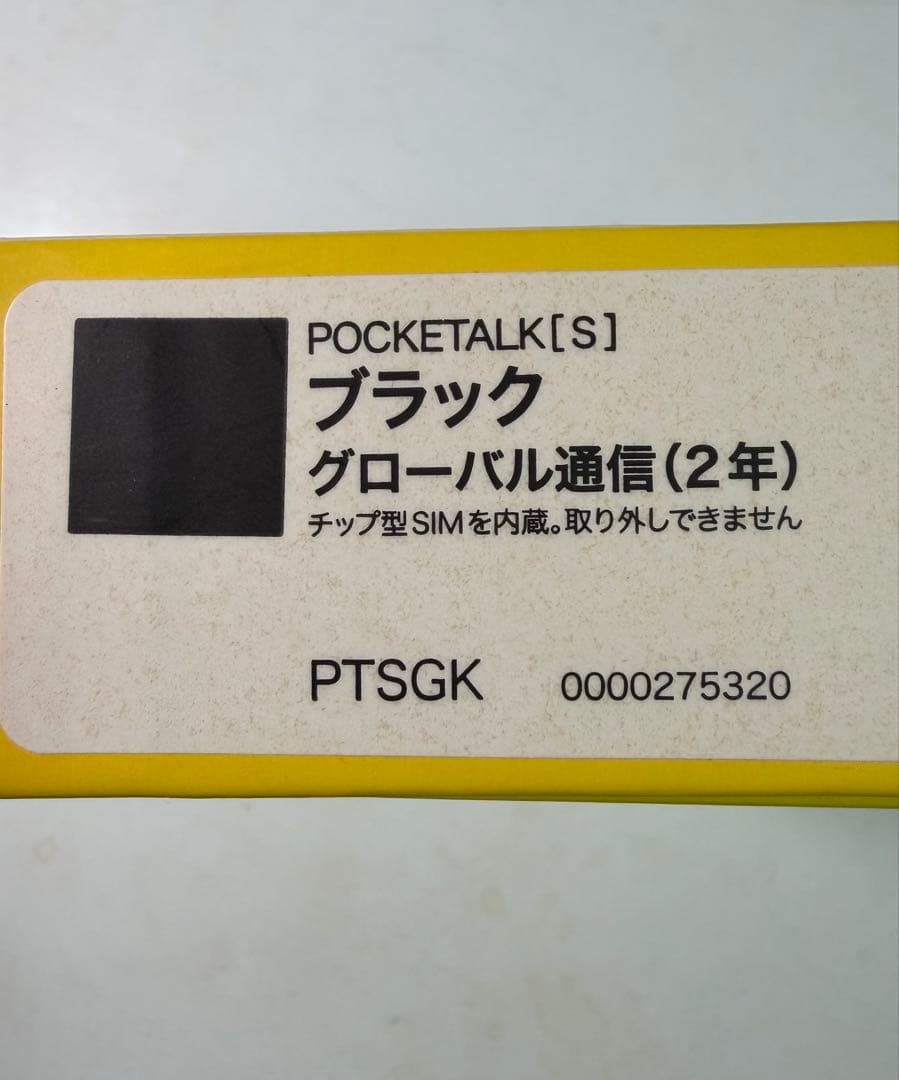 POCKETALK[S]
ブラック
グローバル通信(2年)
チップ型SIMを内蔵。取り外しできません
PTSGK 0000275320